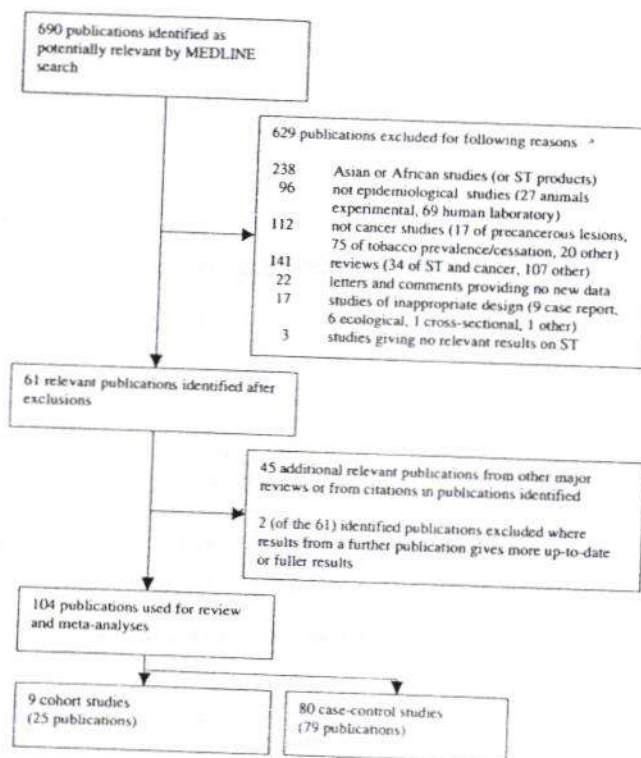 690 publications identified as
potentially relevant by MEDLINE
search
629 publications excluded for following reasons a
238 Asian or African studies (or ST products)
96 not epidemiological studies (27 animals
experimental, 69 human laboratory)
112 not cancer studies (17 of precancerous lesions,
75 of tobacco prevalence/cessation, 20 other)
141 reviews (34 of ST and cancer, 107 other)
22 letters and comments providing no new data
17 studies of inappropriate design (9 case report,
6 ecological, 1 cross-sectional, 1 other)
3 studies giving no relevant results on ST
61 relevant publications identified after
exclusions
45 additional relevant publications from other major
reviews or from citations in publications identified
2 (of the 61) identified publications excluded where
results from a further publication gives more up-to-date
or fuller results
104 publications used for review
and meta-analyses
9 cohort studies
(25 publications)
80 case-control studies
(79 publications)